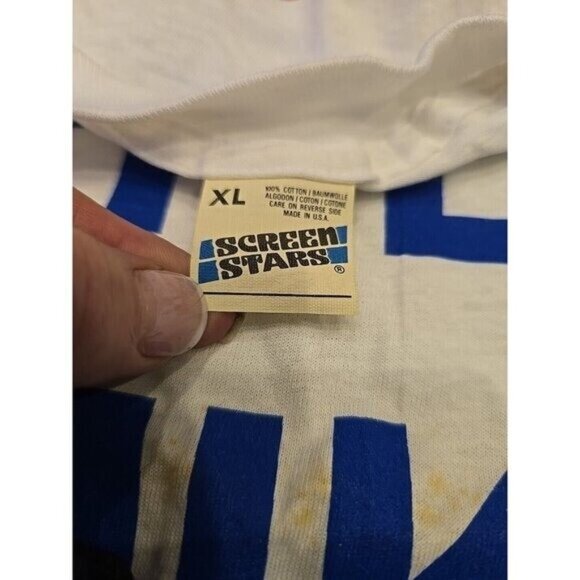 XL
100% COTTON / BAUMWOLLE
ALGODON / COTON / COTONE
CARE ON REVERSE SIDE
MADE IN U.S.A.
SCREEN
STARS ®